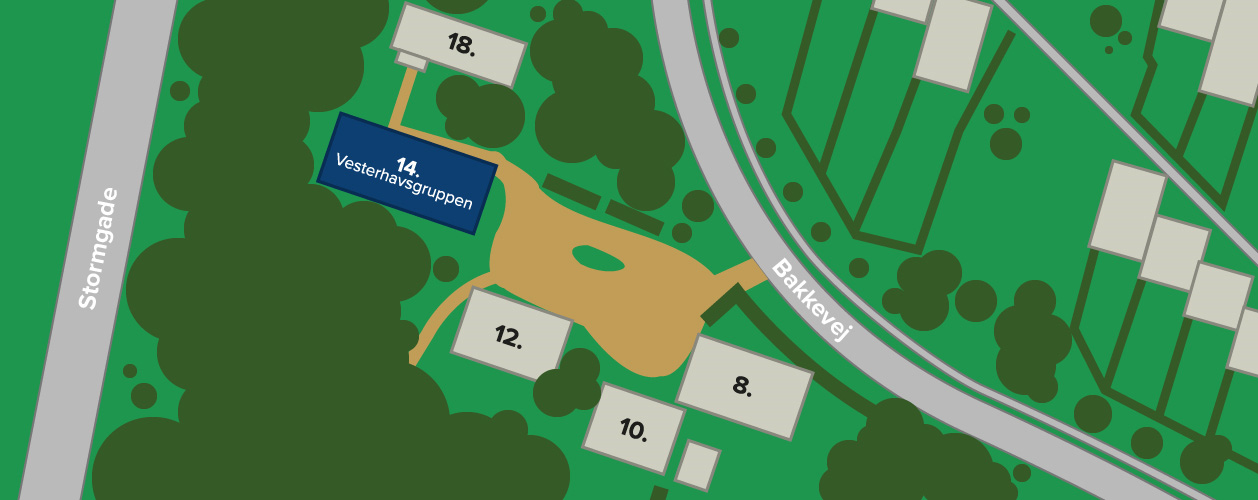 18.
14.
Vesterhavsgruppen
Stormgade
Bakkevej
12.
8.
10.